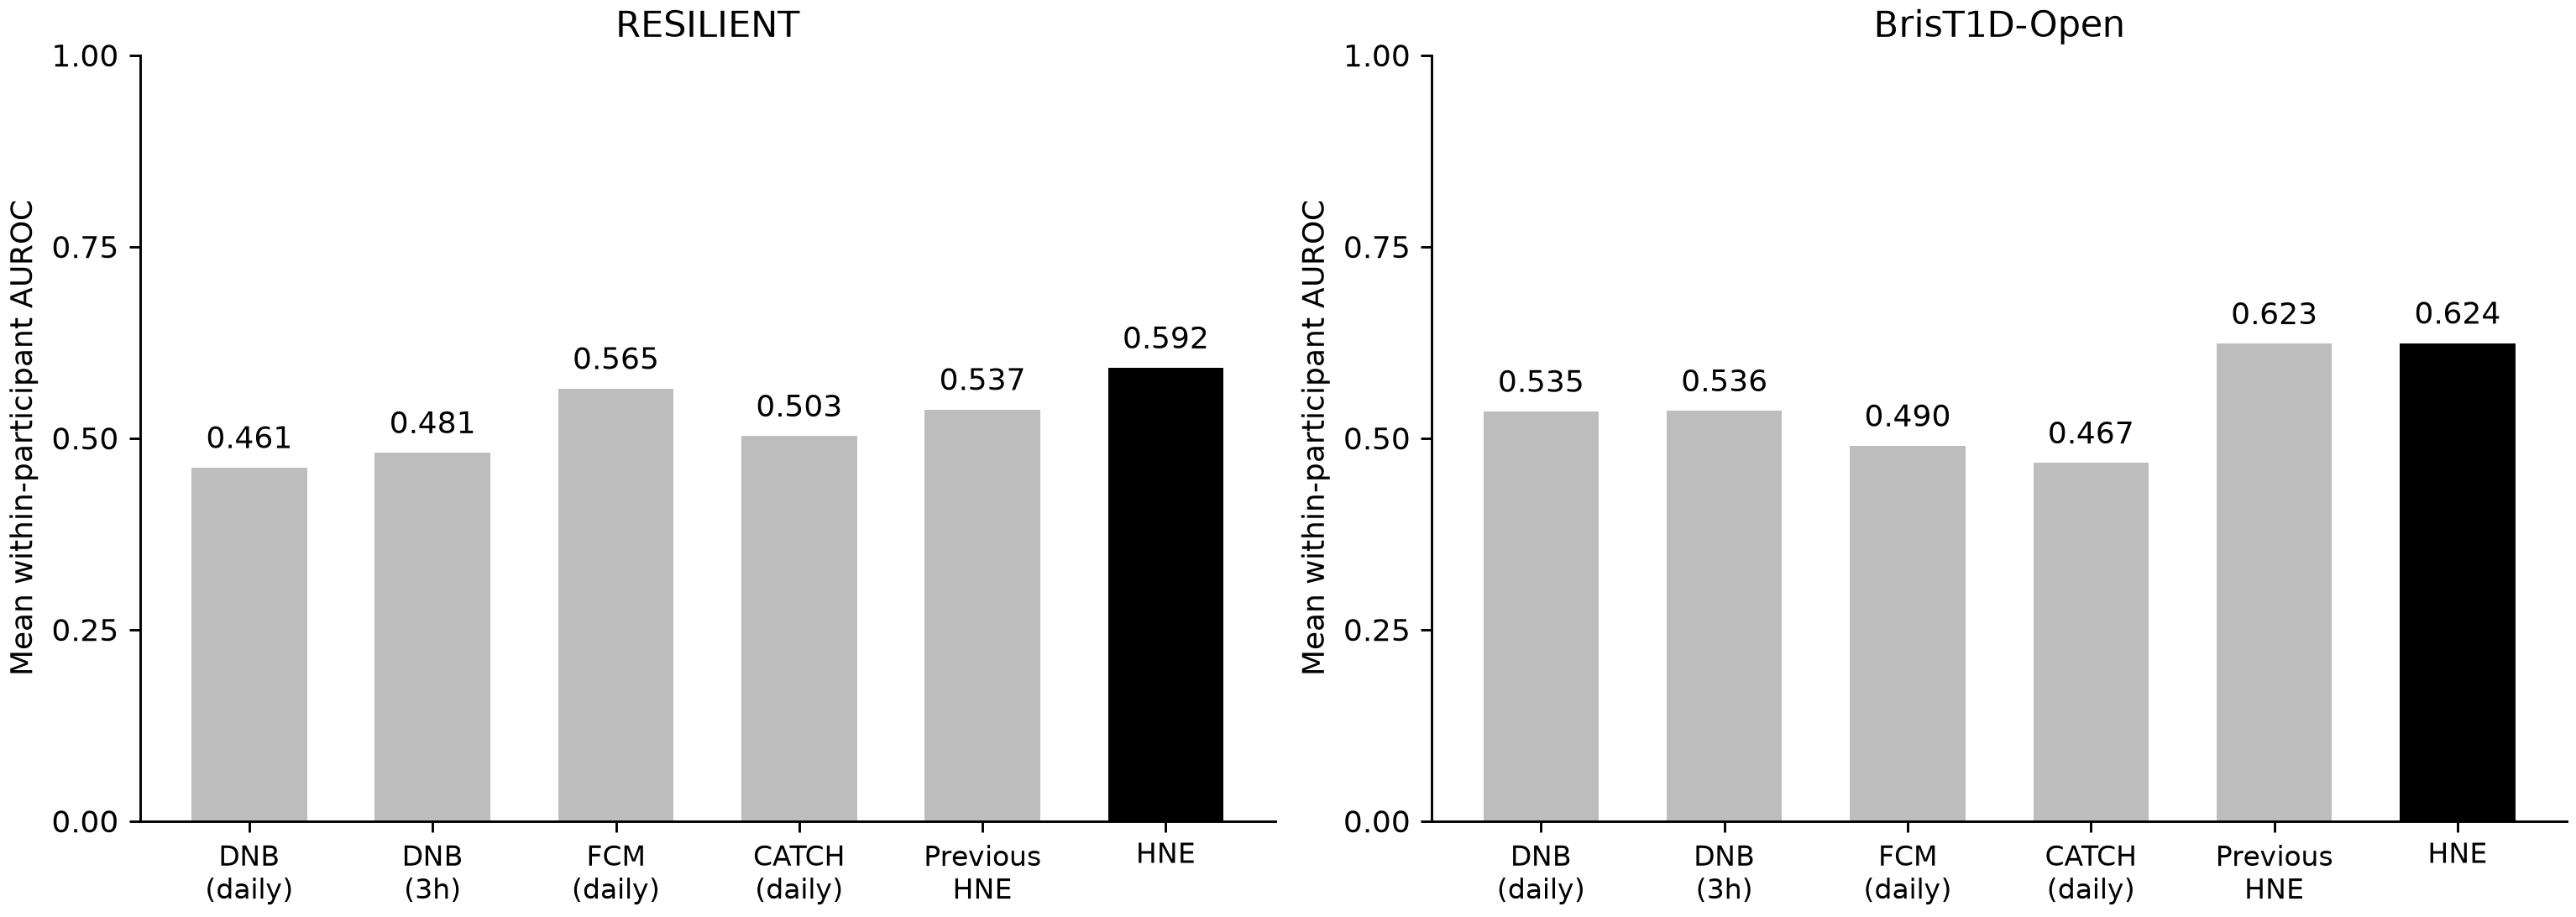 RESILIENT
Mean within-participant AUROC
1.00
0.75
0.50
0.25
0.00
0.461
0.481
0.565
0.503
0.537
0.592
DNB
(daily)
DNB
(3h)
FCM
(daily)
CATCH
(daily)
Previous
HNE
HNE
BrisT1D-Open
Mean within-participant AUROC
1.00
0.75
0.50
0.25
0.00
0.535
0.536
0.490
0.467
0.623
0.624
DNB
(daily)
DNB
(3h)
FCM
(daily)
CATCH
(daily)
Previous
HNE
HNE